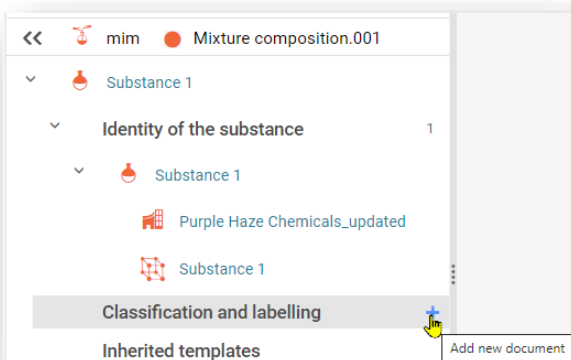 mim Mixture composition.001
Substance 1
Identity of the substance 1
Substance 1
Purple Haze Chemicals_updated
Substance 1
Classification and labelling +
Add new document
Inherited templates